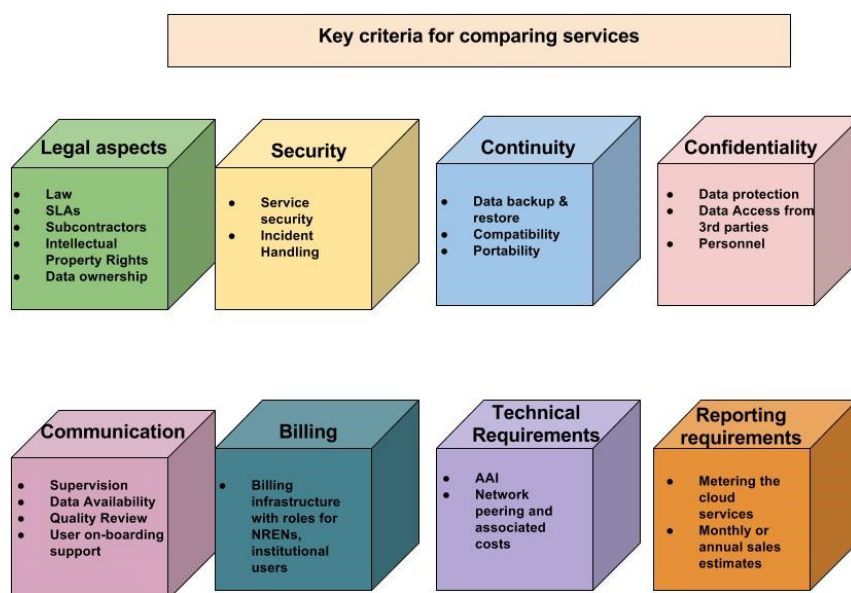 Key criteria for comparing services
Legal aspects
● Law
● SLAs
● Subcontractors
● Intellectual
Property Rights
● Data ownership
Security
● Service
security
● Incident
Handling
Continuity
● Data backup &
restore
● Compatibility
● Portability
Confidentiality
● Data protection
● Data Access from
3rd parties
● Personnel
Communication
● Supervision
● Data Availability
● Quality Review
● User on-boarding
support
Billing
● Billing
infrastructure
with roles for
NRENs,
institutional
users
Technical
Requirements
● AAI
● Network
peering and
associated
costs
Reporting
requirements
● Metering the
cloud
services
● Monthly or
annual sales
estimates